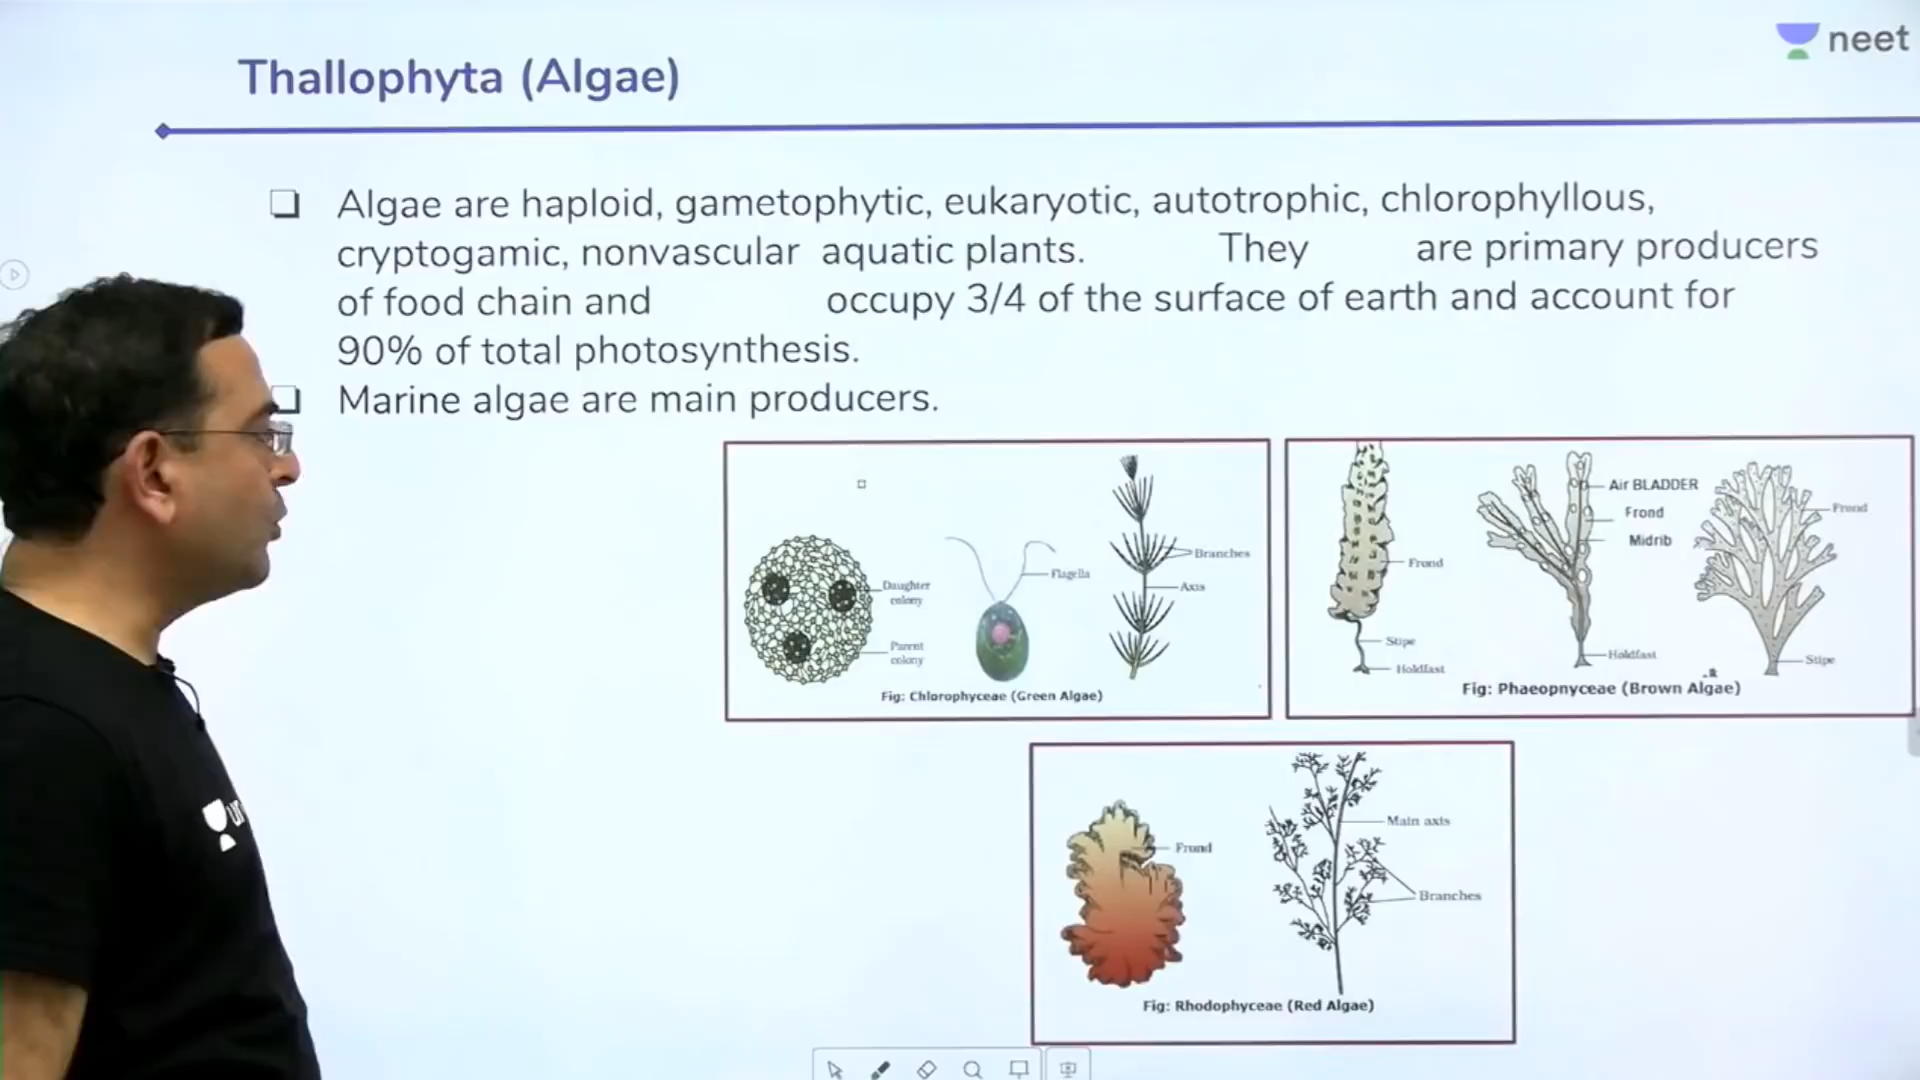 neet
Thallophyta (Algae)
Algae are haploid, gametophytic, eukaryotic, autotrophic, chlorophyllous,
cryptogamic, nonvascular aquatic plants. They are primary producers
of food chain and occupy 3/4 of the surface of earth and account for
90% of total photosynthesis.
Marine algae are main producers.
Daughter
colony
Parent
colony
Flagella
Branches
Axis
Fig: Chlorophyceae (Green Algae)
Frond
Stipe
Holdfast
Air BLADDER
Frond
Midrib
Holdfast
Frond
Stipe
Fig: Phaeopnyceae (Brown Algae)
Frund
Main axis
Branches
Fig: Rhodophyceae (Red Algae)